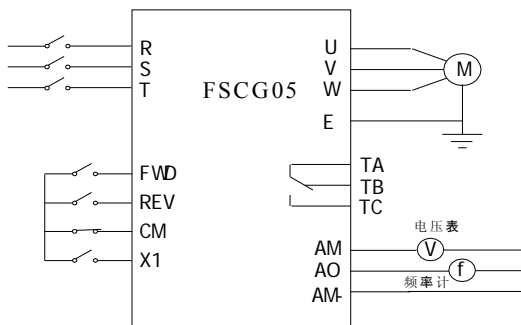 R
S
T
FSCG05
U
V
W
E
M
FWD
REV
CM
X1
TA
TB
TC
电压表
AM
V
AO
f
频率计
AM-